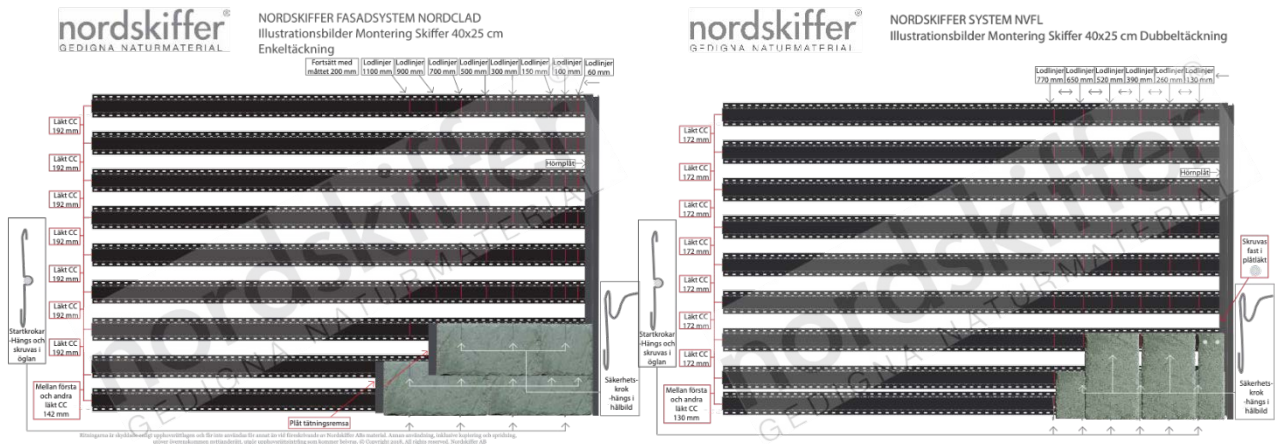 nordskiffer®
GEDIGNA NATURMATERIAL
NORDSKIFFER FASADSYSTEM NORDCLAD
Illustrationsbilder Montering Skiffer 40x25 cm
Enkeltäckning
Fortsätt med
måttet 200 mm
Lodlinjer
1100 mm
Lodlinjer
900 mm
Lodlinjer
700 mm
Lodlinjer
500 mm
Lodlinjer
300 mm
Lodlinjer
150 mm
Lodlinjer
100 mm
Lodlinjer
60 mm
Läkt CC
192 mm
Läkt CC
192 mm
Läkt CC
192 mm
Läkt CC
192 mm
Läkt CC
192 mm
Läkt CC
192 mm
Läkt CC
192 mm
Hörnplåt
Startkrokar
-Hängs och
skruvas i
öglan
Mellan första
och andra
läkt CC
142 mm
Plåt tätningsremsa
Säkerhets-
krok
-hängs i
hålbild
nordskiffer®
GEDIGNA NATURMATERIAL
nordskiffer®
GEDIGNA NATURMATERIAL
NORDSKIFFER SYSTEM NVFL
Illustrationsbilder Montering Skiffer 40x25 cm Dubbeltäckning
Lodlinjer
770 mm
Lodlinjer
650 mm
Lodlinjer
520 mm
Lodlinjer
390 mm
Lodlinjer
260 mm
Lodlinjer
130 mm
Läkt CC
172 mm
Läkt CC
172 mm
Läkt CC
172 mm
Läkt CC
172 mm
Läkt CC
172 mm
Läkt CC
172 mm
Läkt CC
172 mm
Hörnplåt
Skruvas
fast i
plåtläkt
Startkrokar
-Hängs och
skruvas i
öglan
Mellan första
och andra
läkt CC
130 mm
Säkerhets-
krok
-hängs i
hålbild
nordskiffer®
GEDIGNA NATURMATERIAL